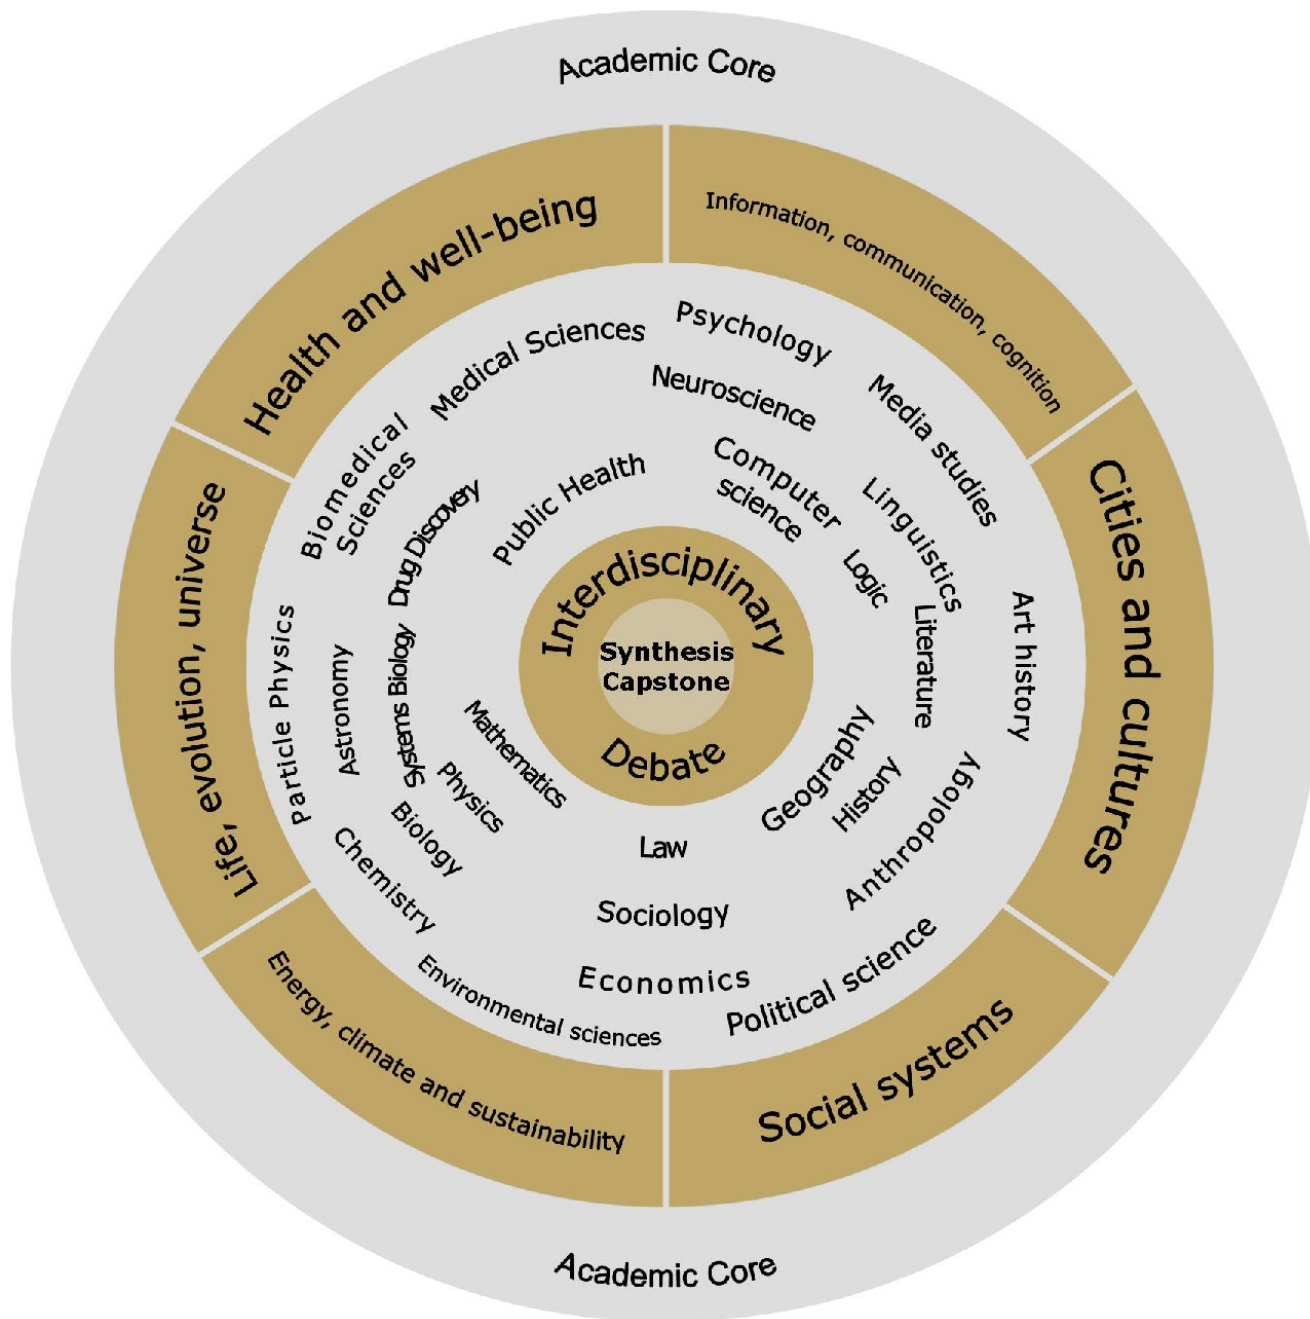 Academic Core
Health and well-being
Information, communication, cognition
Cities and cultures
Social systems
Energy, climate and sustainability
Life, evolution, universe
Medical Sciences
Psychology
Neuroscience
Media studies
Biomedical
Sciences
Drug Discovery
Public Health
Computer
science
Linguistics
Logic
Literature
Art history
Interdisciplinary
Synthesis
Capstone
Debate
Particle Physics
Astronomy
Systems Biology
Mathematics
Physics
Biology
Chemistry
Geography
History
Anthropology
Law
Sociology
Economics
Political science
Environmental sciences
Academic Core